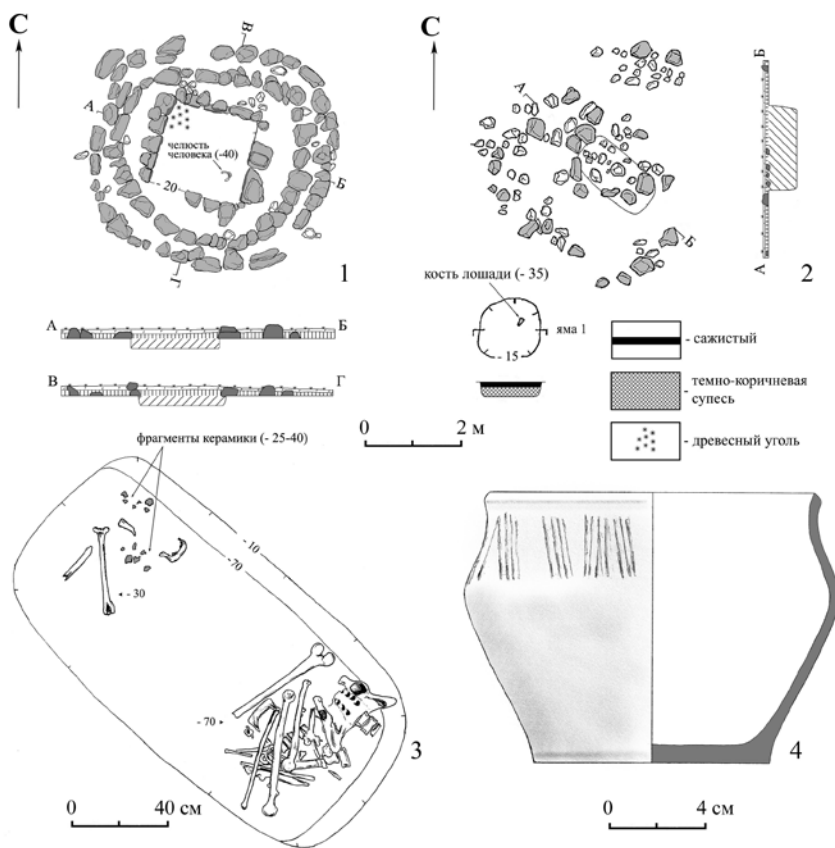 С
В
А
челюсть
человека (-40)
20
Б
Г
1
С
А
Б
Б
А
2
А
Б
В
Г
кость лошади (- 35)
яма 1
- 15
- сажистый
- темно-коричневая
супесь
- древесный уголь
0 2 м
фрагменты керамики (- 25-40)
-10
-70
- 30
- 70
3
0 40 см
4
0 4 см